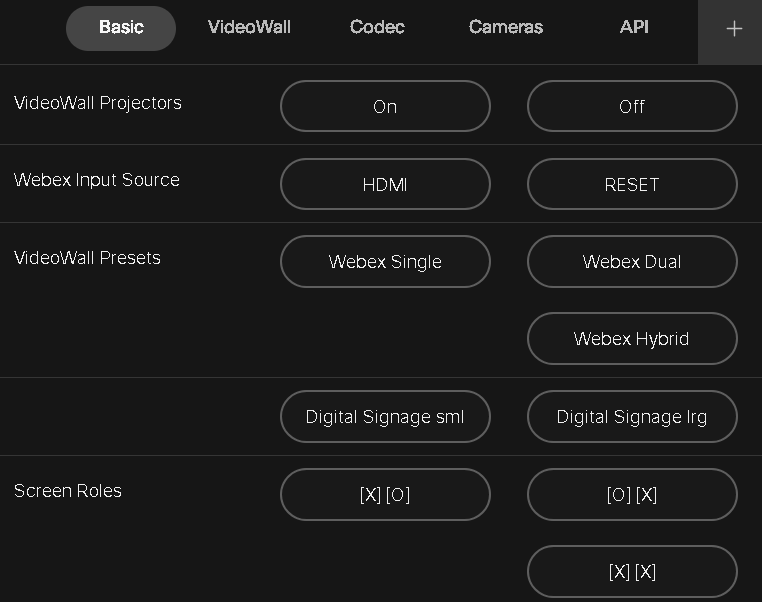 Basic VideoWall Codec Cameras API +
VideoWall Projectors On Off
Webex Input Source HDMI RESET
VideoWall Presets Webex Single Webex Dual
Webex Hybrid
Digital Signage sml Digital Signage lrg
Screen Roles [X] [O] [O] [X]
[X] [X]